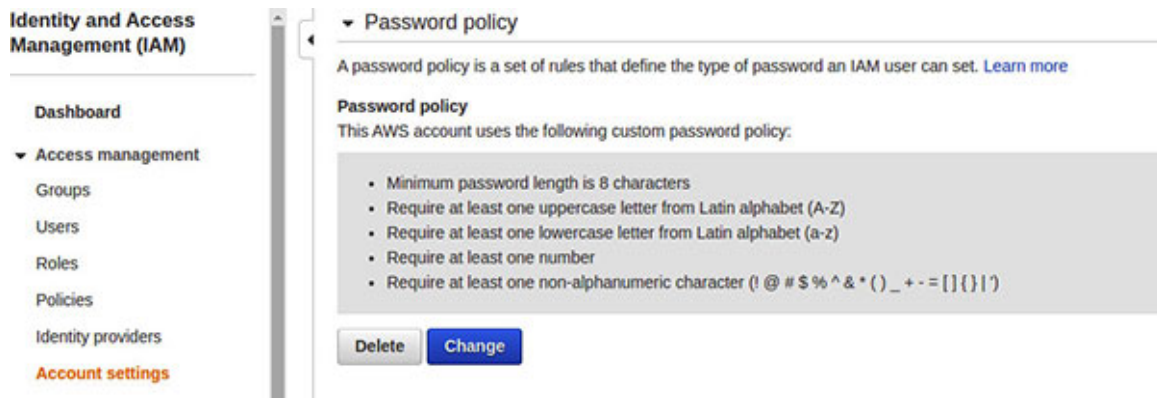 Identity and Access
Management (IAM)
Dashboard
Access management
Groups
Users
Roles
Policies
Identity providers
Account settings
Password policy
A password policy is a set of rules that define the type of password an IAM user can set. Learn more
Password policy
This AWS account uses the following custom password policy:
• Minimum password length is 8 characters
• Require at least one uppercase letter from Latin alphabet (A-Z)
• Require at least one lowercase letter from Latin alphabet (a-z)
• Require at least one number
• Require at least one non-alphanumeric character (! @ # $ % ^ & * ( ) _ + - = [ ] { } | ')
Delete Change